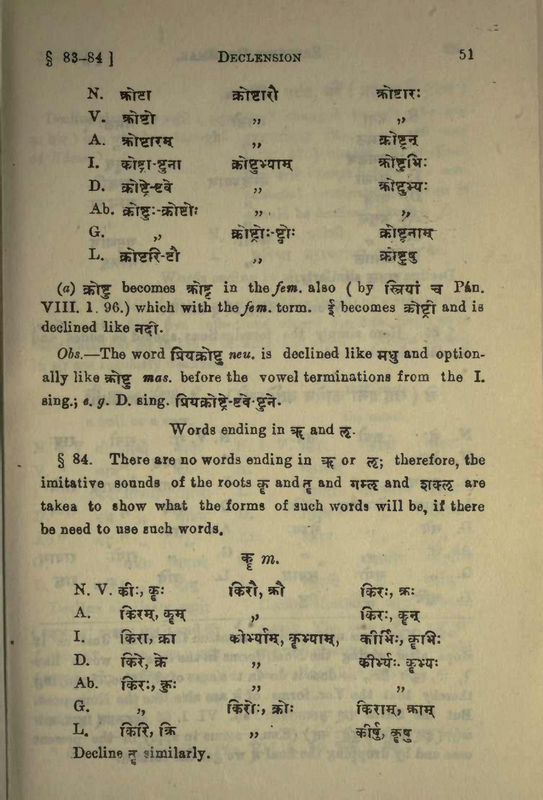 § 83-84 ] DECLENSION 51
N. क्रोष्टा क्रोष्टारौ क्रोष्टारः
V. क्रोष्टो ,, ,,
A. क्रोष्टारम् ,, क्रोष्टून्
I. क्रोष्ट्रा-ष्टुना क्रोष्टुभ्याम् क्रोष्टुभिः
D. क्रोष्ट्रे-ष्टवे ,, क्रोष्टुभ्यः
Ab. क्रोष्टुः-क्रोष्टोः ,, ,,
G. ,, क्रोष्ट्रोः-ष्ट्वोः क्रोष्टूनाम्
L. क्रोष्टरि-ष्टौ ,, क्रोष्टुषु
(a) क्रोष्टु becomes क्रोष्टृ in the fem. also ( by स्त्रियां च Pán.
VIII. 1. 96.) which with the fem. term. ई becomes क्रोष्ट्री and is
declined like नदी.
Obs.—The word प्रियक्रोष्टु neu. is declined like मधु and option-
ally like क्रोष्टु mas. before the vowel terminations from the I.
sing.; e. g. D. sing. प्रियक्रोष्ट्रे-ष्टवे-ष्टुने.
Words ending in ॠ and ऌ.
§ 84. There are no words ending in ॠ or ऌ; therefore, the
imitative sounds of the roots कॄ and तॄ and गम्ऌ and शक्ऌ are
takea to show what the forms of such words will be, if there
be need to use such words.
कॄ m.
N. V. कीः, कॄः किरौ, क्रौ किरः, क्रः
A. किरम्, कॄम् ,, किरः, कॄन्
I. किरा, क्रा कीर्भ्याम्, कॄभ्याम्, कीर्भिः, कॄभिः
D. किरे, क्रे ,, कीर्भ्यः. कॄभ्यः
Ab. किरः, क्रुः ,, ,,
G. ,, किरोः, क्रोः किराम्, क्राम्
L. किरि, क्रि ,, कीर्षु, कॄषु
Decline तॄ similarly.